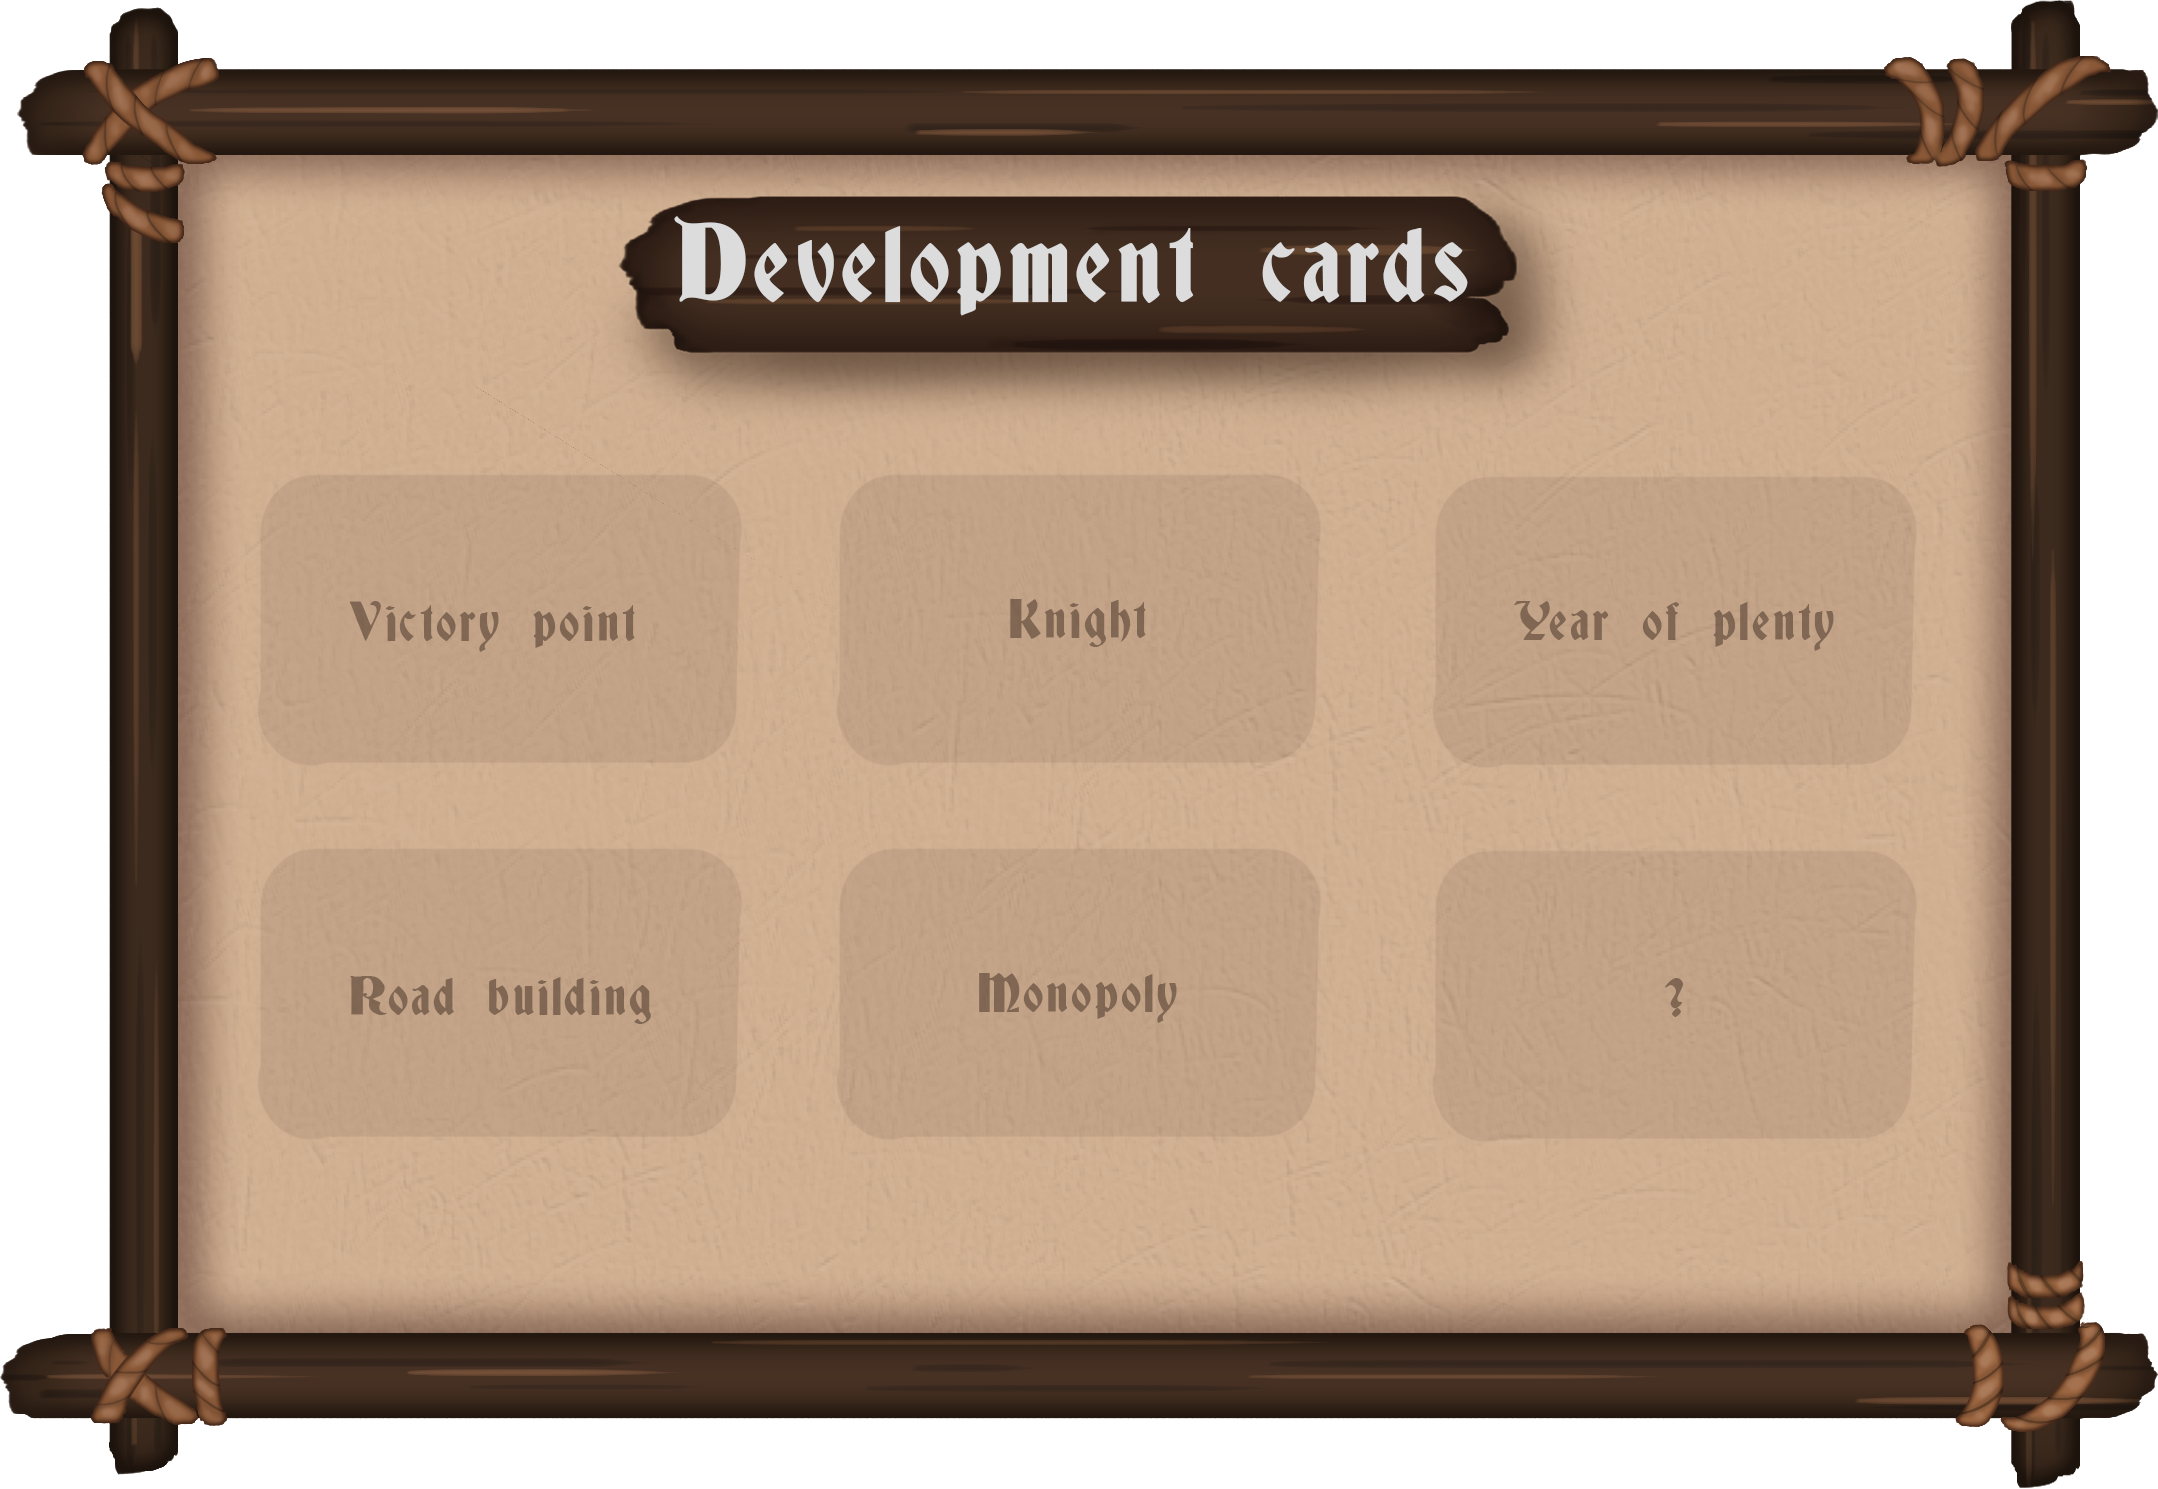 Development cards
Victory point
Knight
Year of plenty
Road building
Monopoly
?